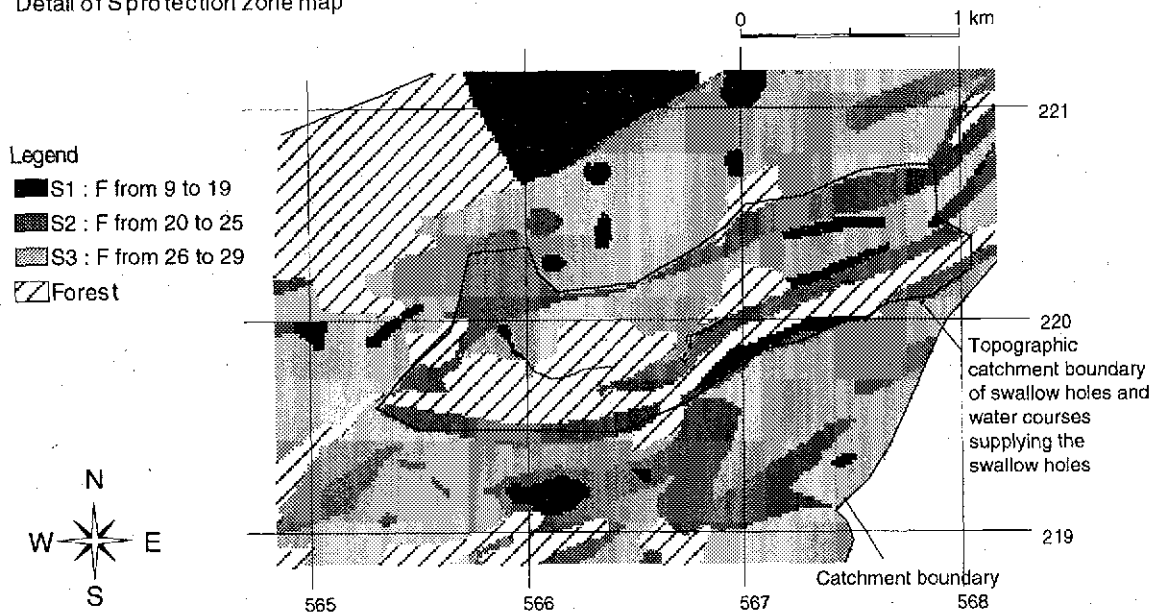 Detail of S protection zone map
0 1 km
221
Legend
S1 : F from 9 to 19
S2 : F from 20 to 25
S3 : F from 26 to 29
Forest
220
Topographic
catchment boundary
of swallow holes and
water courses
supplying the
swallow holes
N
W E
S
219
Catchment boundary
565 566 567 568